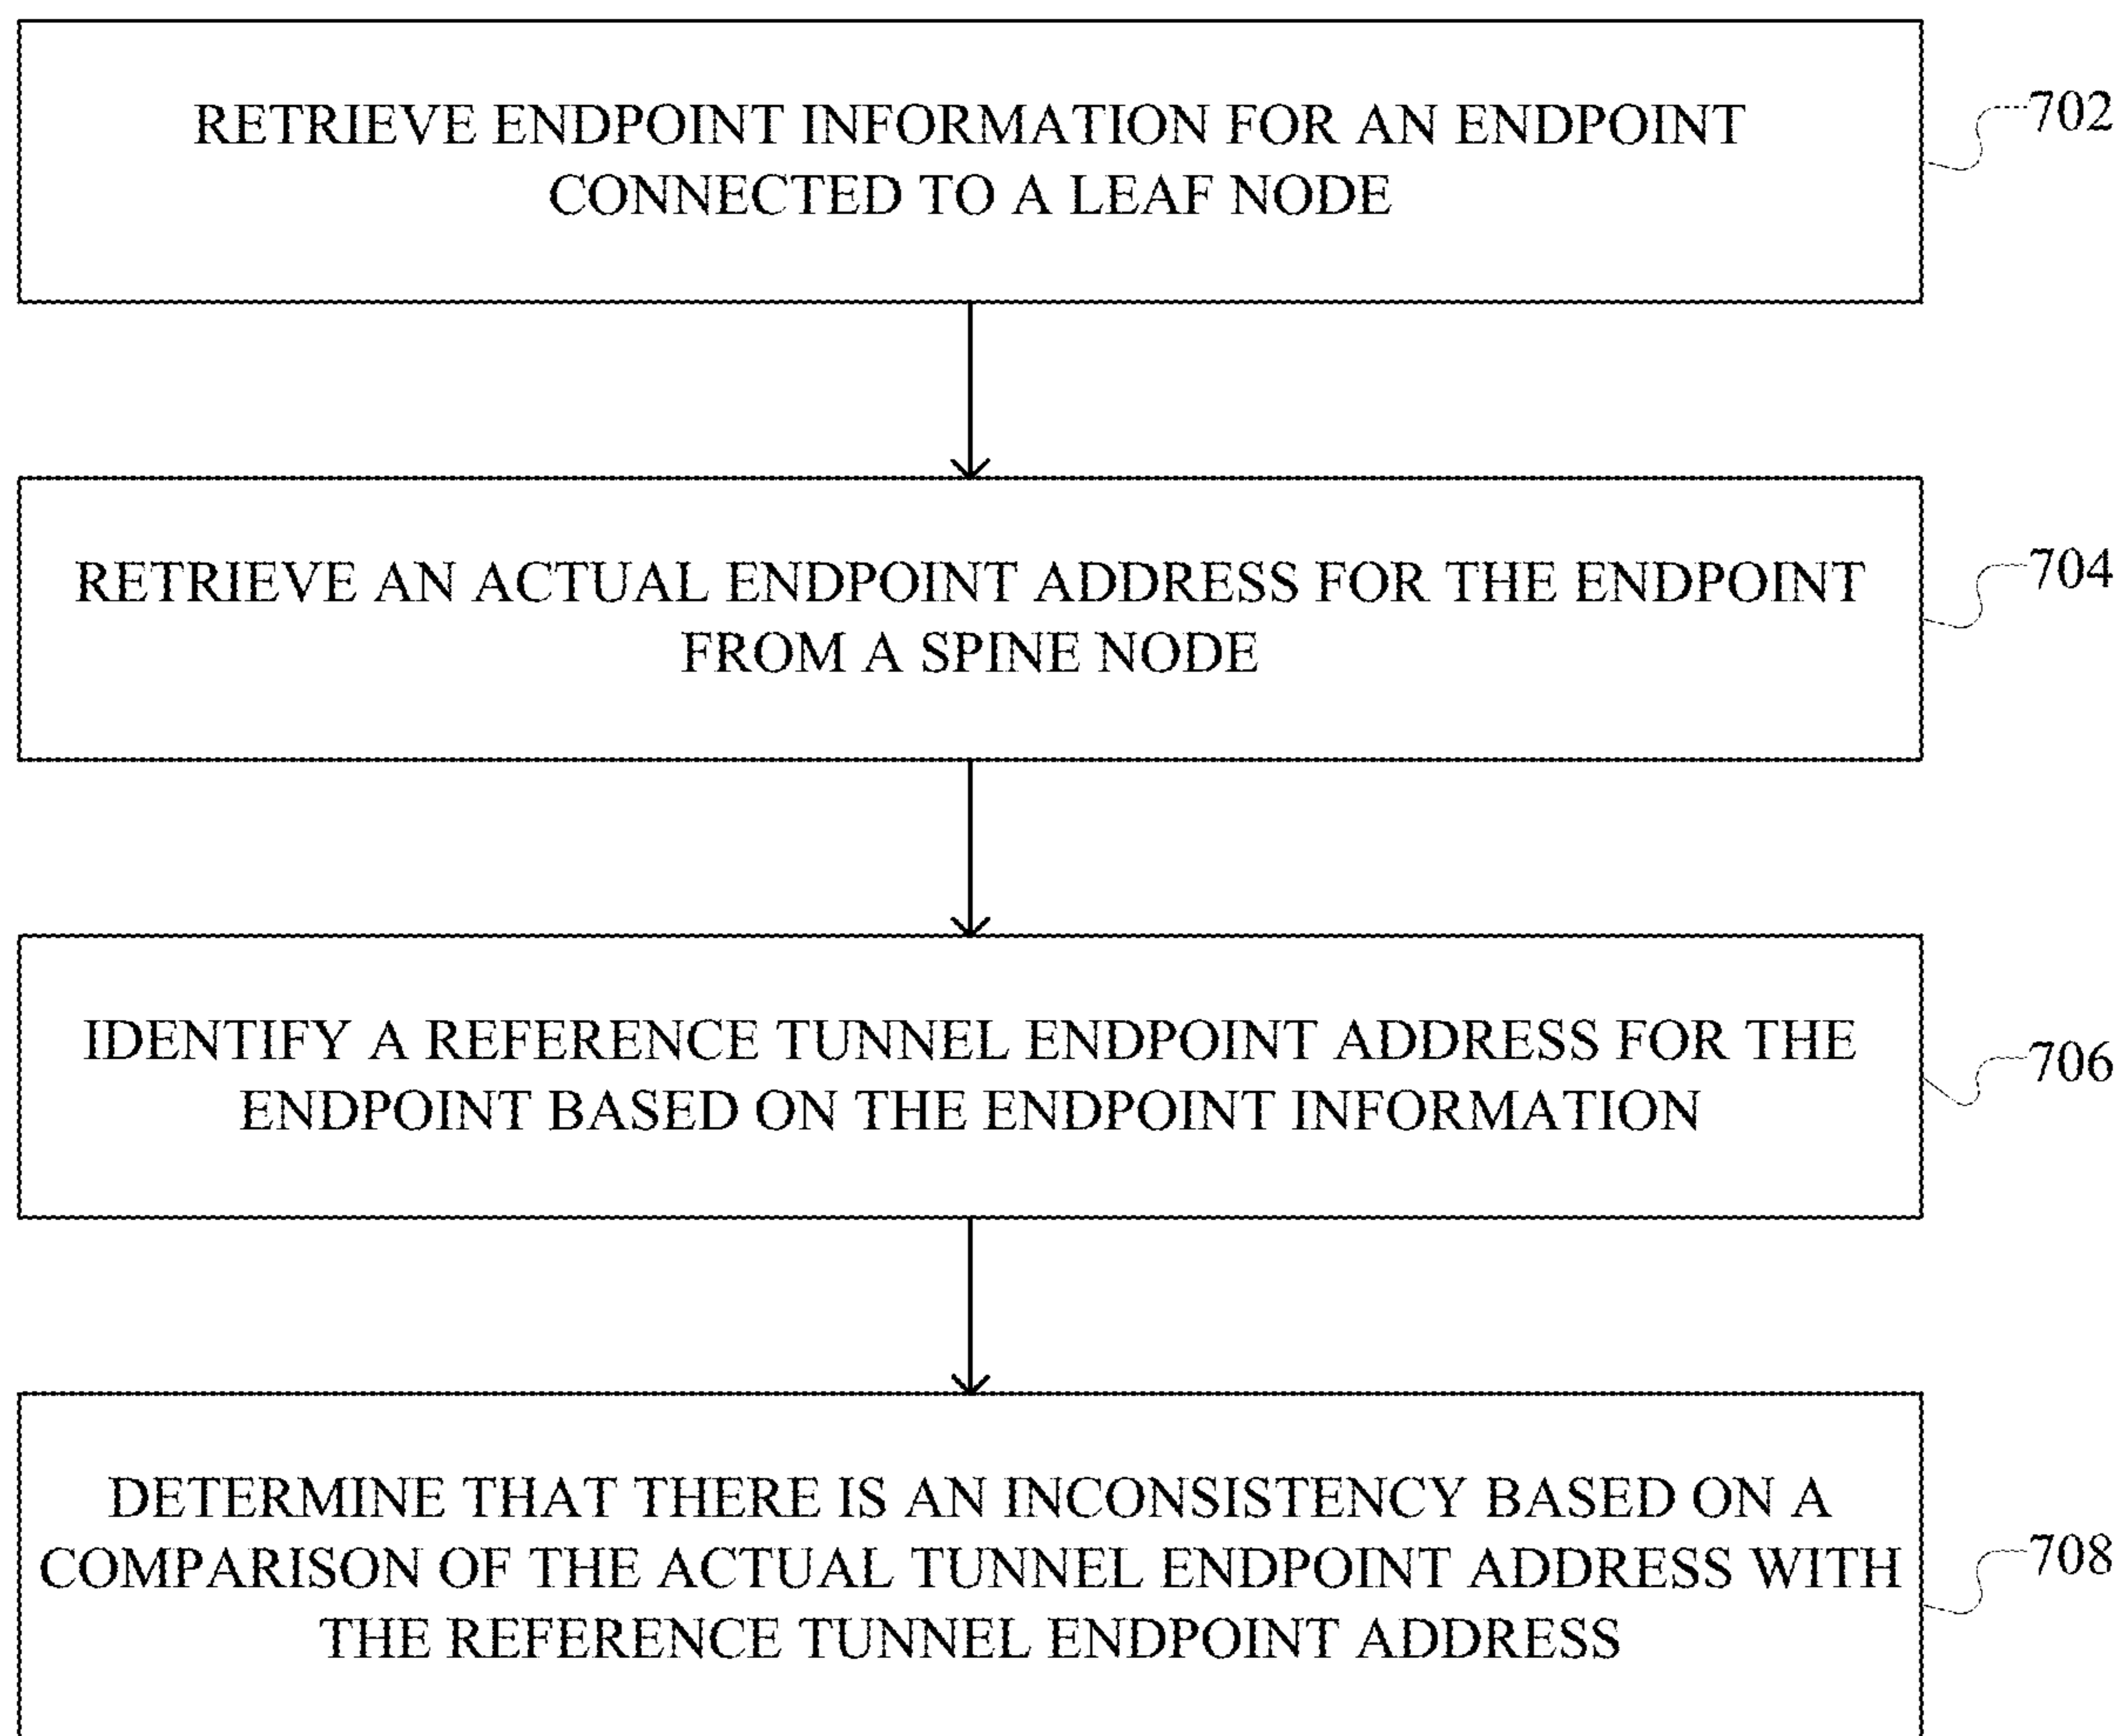 RETRIEVE ENDPOINT INFORMATION FOR AN ENDPOINT
CONNECTED TO A LEAF NODE
702
RETRIEVE AN ACTUAL ENDPOINT ADDRESS FOR THE ENDPOINT
FROM A SPINE NODE
704
IDENTIFY A REFERENCE TUNNEL ENDPOINT ADDRESS FOR THE
ENDPOINT BASED ON THE ENDPOINT INFORMATION
706
DETERMINE THAT THERE IS AN INCONSISTENCY BASED ON A
COMPARISON OF THE ACTUAL TUNNEL ENDPOINT ADDRESS WITH
THE REFERENCE TUNNEL ENDPOINT ADDRESS
708